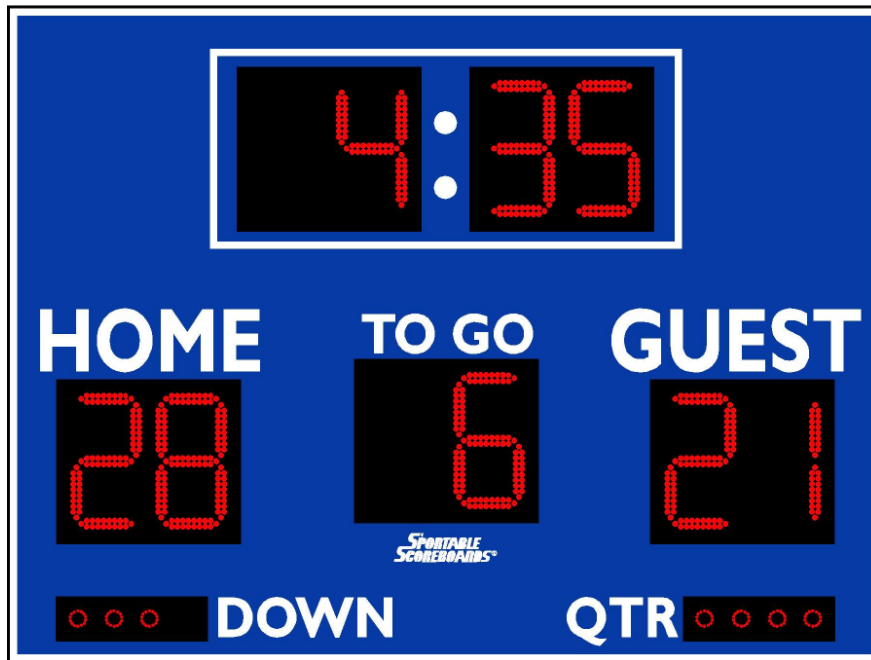 4:35
HOME TO GO GUEST
28 6 21
SPORTABLE
SCOREBOARDS®
DOWN QTR